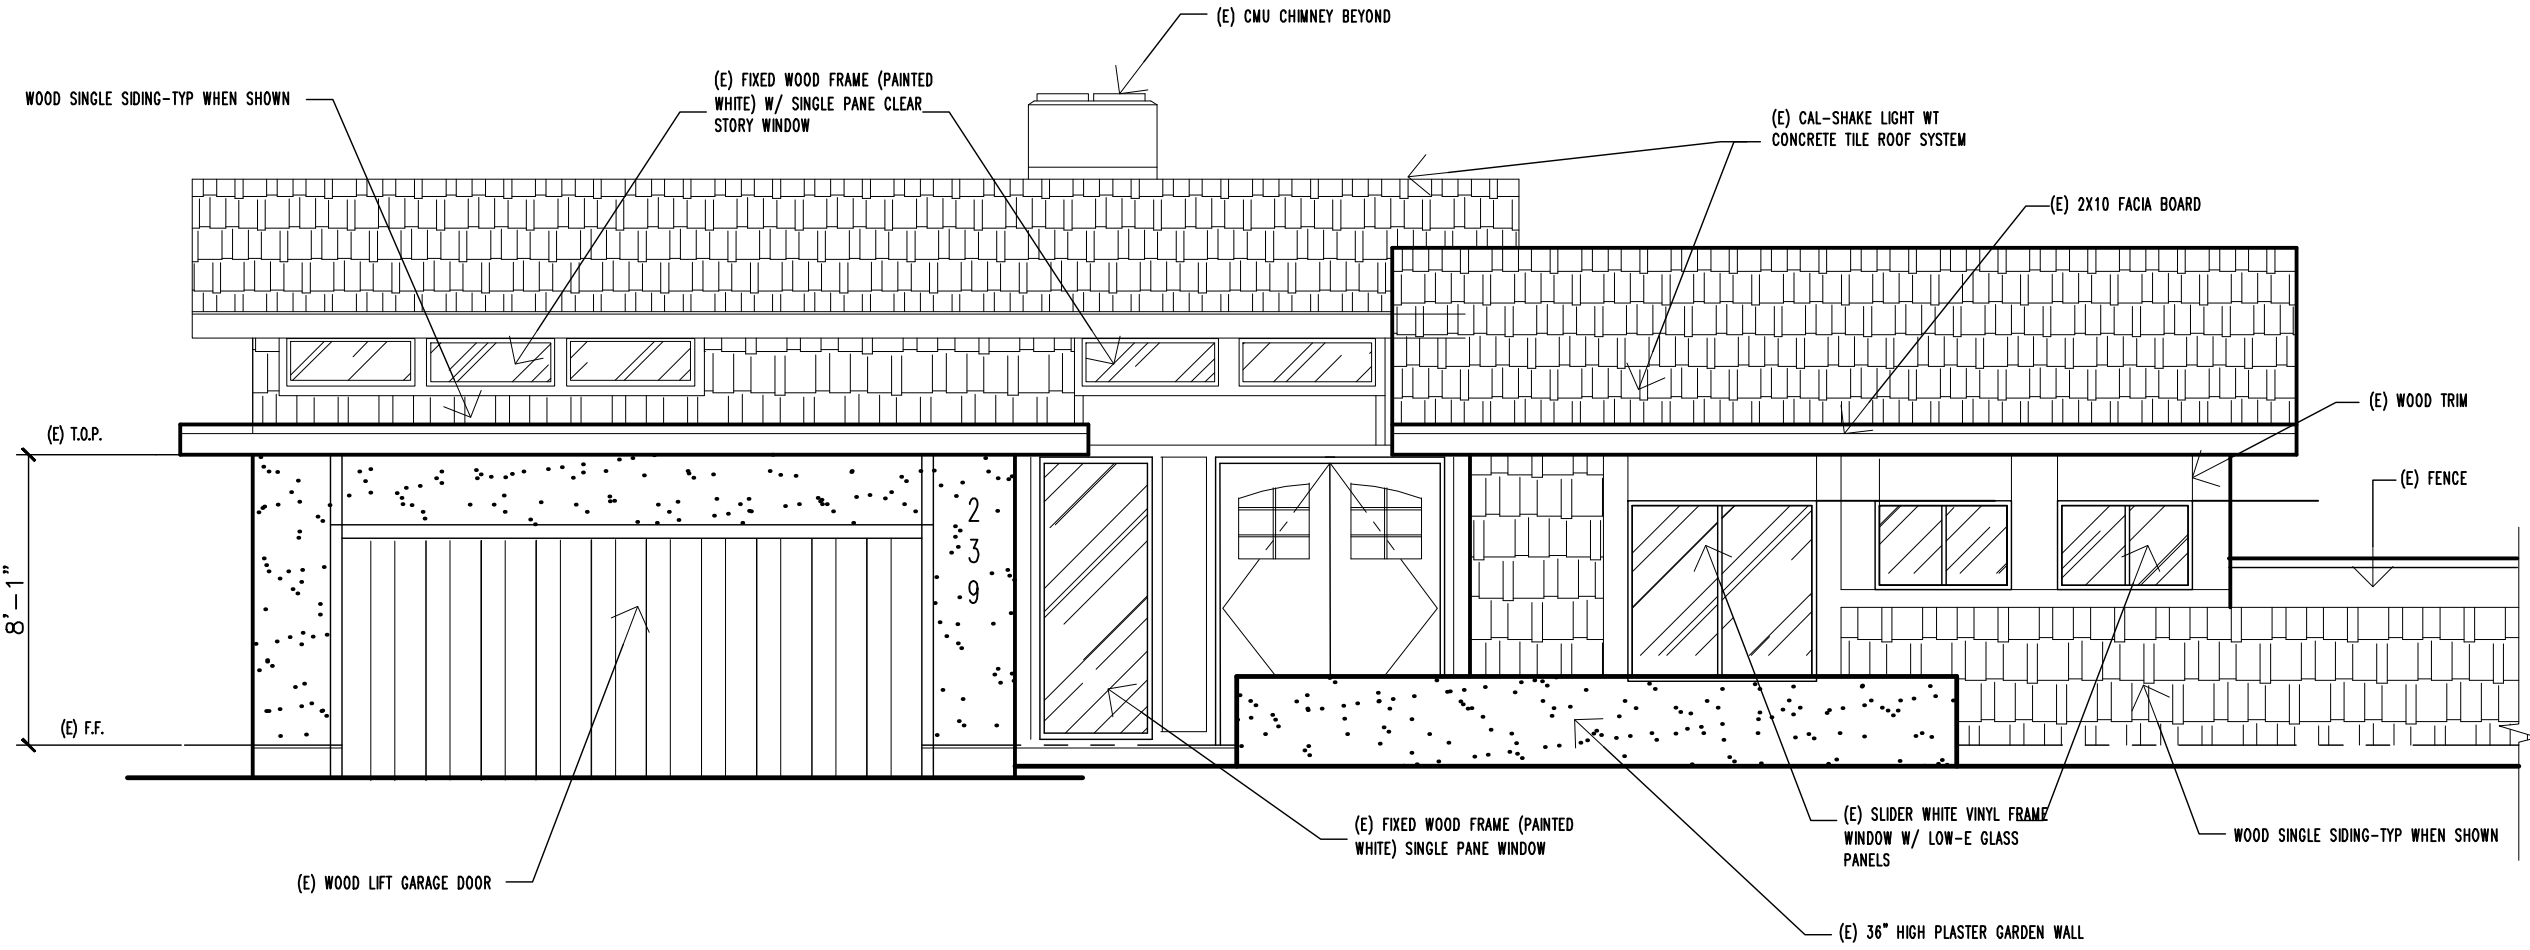 (E) CMU CHIMNEY BEYOND
WOOD SINGLE SIDING-TYP WHEN SHOWN
(E) FIXED WOOD FRAME (PAINTED
WHITE) W/ SINGLE PANE CLEAR
STORY WINDOW
(E) CAL-SHAKE LIGHT WT
CONCRETE TILE ROOF SYSTEM
(E) 2X10 FACIA BOARD
(E) WOOD TRIM
(E) T.O.P.
(E) FENCE
2
3
9
8'-1"
(E) F.F.
(E) FIXED WOOD FRAME (PAINTED
WHITE) SINGLE PANE WINDOW
(E) SLIDER WHITE VINYL FRAME
WINDOW W/ LOW-E GLASS
PANELS
WOOD SINGLE SIDING-TYP WHEN SHOWN
(E) WOOD LIFT GARAGE DOOR
(E) 36" HIGH PLASTER GARDEN WALL